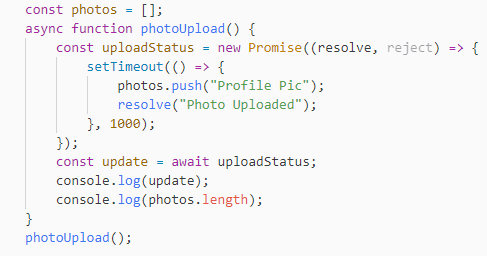 const photos = [];
async function photoUpload() {
    const uploadStatus = new Promise((resolve, reject) => {
        setTimeout(() => {
            photos.push("Profile Pic");
            resolve("Photo Uploaded");
        }, 1000);
    });
    const update = await uploadStatus;
    console.log(update);
    console.log(photos.length);
}
photoUpload();